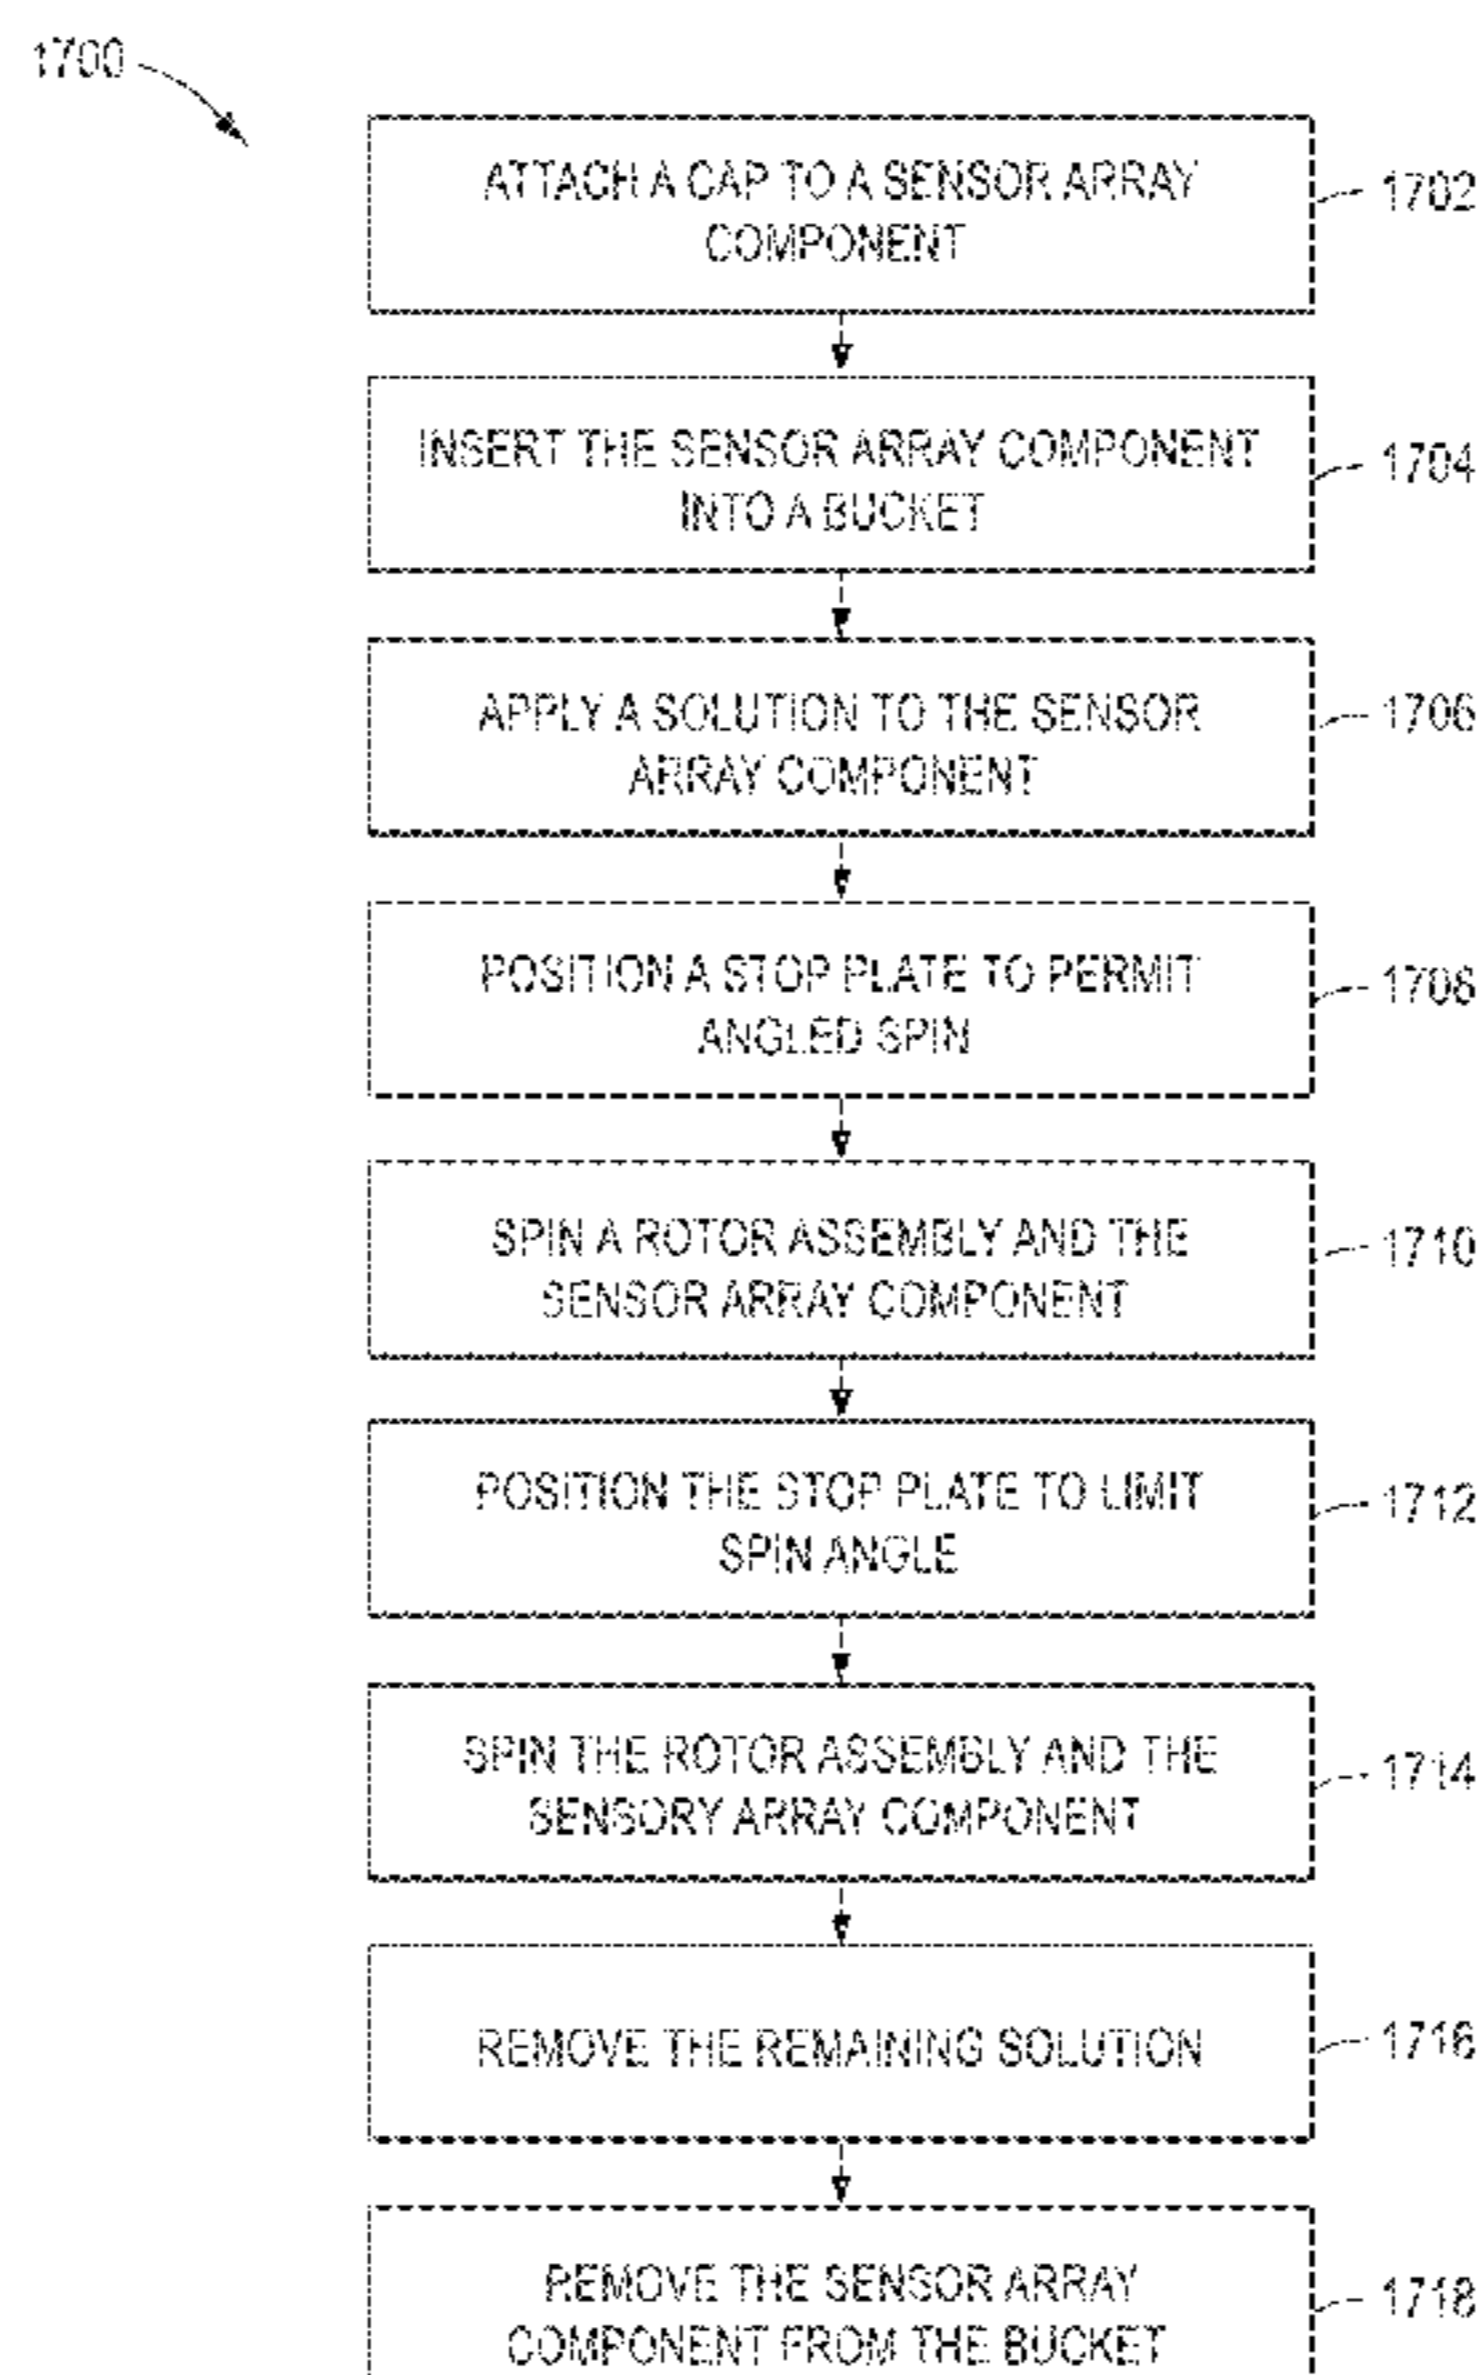 1700
ATTACH A CAP TO A SENSOR ARRAY
COMPONENT
1702
INSERT THE SENSOR ARRAY COMPONENT
INTO A BUCKET
1704
APPLY A SOLUTION TO THE SENSOR
ARRAY COMPONENT
1706
POSITION A STOP PLATE TO PERMIT
ANGLED SPIN
1708
SPIN A ROTOR ASSEMBLY AND THE
SENSOR ARRAY COMPONENT
1710
POSITION THE STOP PLATE TO LIMIT
SPIN ANGLE
1712
SPIN THE ROTOR ASSEMBLY AND THE
SENSORY ARRAY COMPONENT
1714
REMOVE THE REMAINING SOLUTION
1716
REMOVE THE SENSOR ARRAY
COMPONENT FROM THE BUCKET
1718